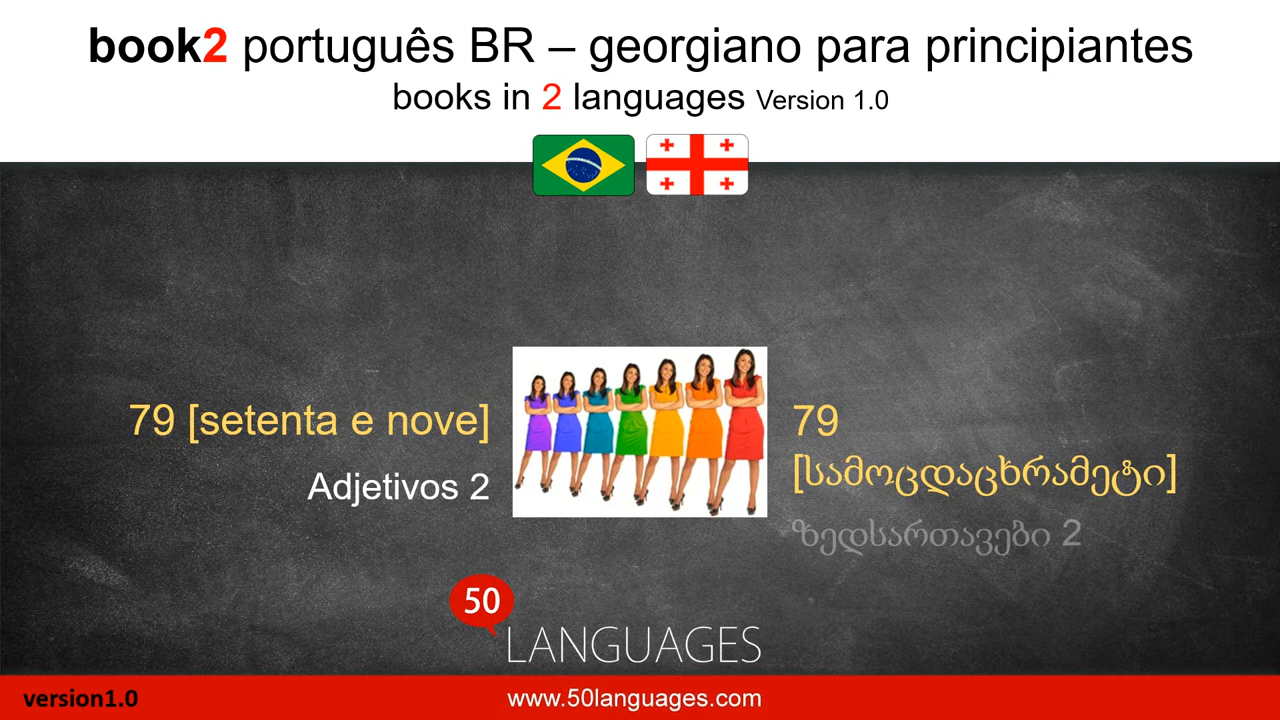 book2 português BR – georgiano para principiantes
books in 2 languages Version 1.0
79 [setenta e nove]
Adjetivos 2
79
[სამოცდაცხრამეტი]
ზედსართავები 2
50
LANGUAGES
version1.0
www.50languages.com